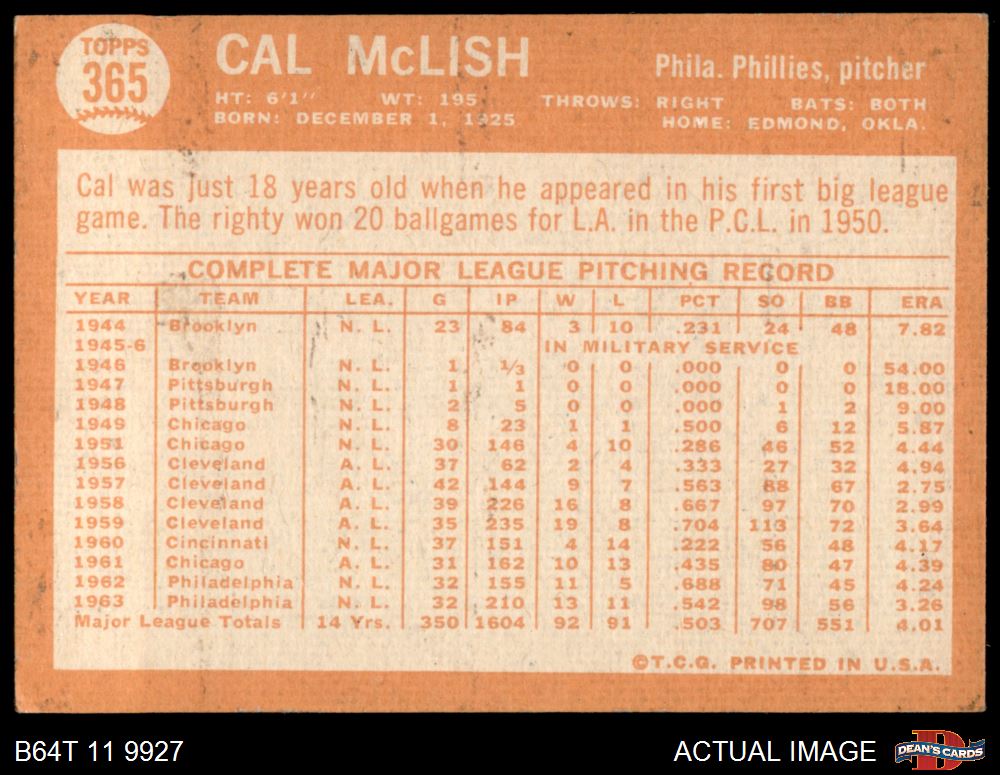 TOPPS
365
CAL McLISH
Phila. Phillies, pitcher
HT: 6'1" WT: 195 THROWS: RIGHT BATS: BOTH
BORN: DECEMBER 1, 1925 HOME: EDMOND, OKLA.
Cal was just 18 years old when he appeared in his first big league
game. The righty won 20 ballgames for L.A. in the P.C.L. in 1950.
COMPLETE MAJOR LEAGUE PITCHING RECORD
YEAR TEAM LEA. G IP W L PCT SO BB ERA
1944 Brooklyn N. L. 23 84 3 10 .231 24 48 7.82
1945-6 IN MILITARY SERVICE
1946 Brooklyn N. L. 1 1/3 0 0 .000 0 0 54.00
1947 Pittsburgh N. L. 1 1 0 0 .000 0 0 18.00
1948 Pittsburgh N. L. 2 5 0 0 .000 1 2 9.00
1949 Chicago N. L. 8 23 1 1 .500 6 12 5.87
1951 Chicago N. L. 30 146 4 10 .286 46 52 4.44
1956 Cleveland A. L. 37 62 2 4 .333 27 32 4.94
1957 Cleveland A. L. 42 144 9 7 .563 88 67 2.75
1958 Cleveland A. L. 39 226 16 8 .667 97 70 2.99
1959 Cleveland A. L. 35 235 19 8 .704 113 72 3.64
1960 Cincinnati N. L. 37 151 4 14 .222 56 48 4.17
1961 Chicago A. L. 31 162 10 13 .435 80 47 4.39
1962 Philadelphia N. L. 32 155 11 5 .688 71 45 4.24
1963 Philadelphia N. L. 32 210 13 11 .542 98 56 3.26
Major League Totals 14 Yrs. 350 1604 92 91 .503 707 551 4.01
©T.C.G. PRINTED IN U.S.A.
B64T 11 9927 ACTUAL IMAGE DEAN'S CARDS